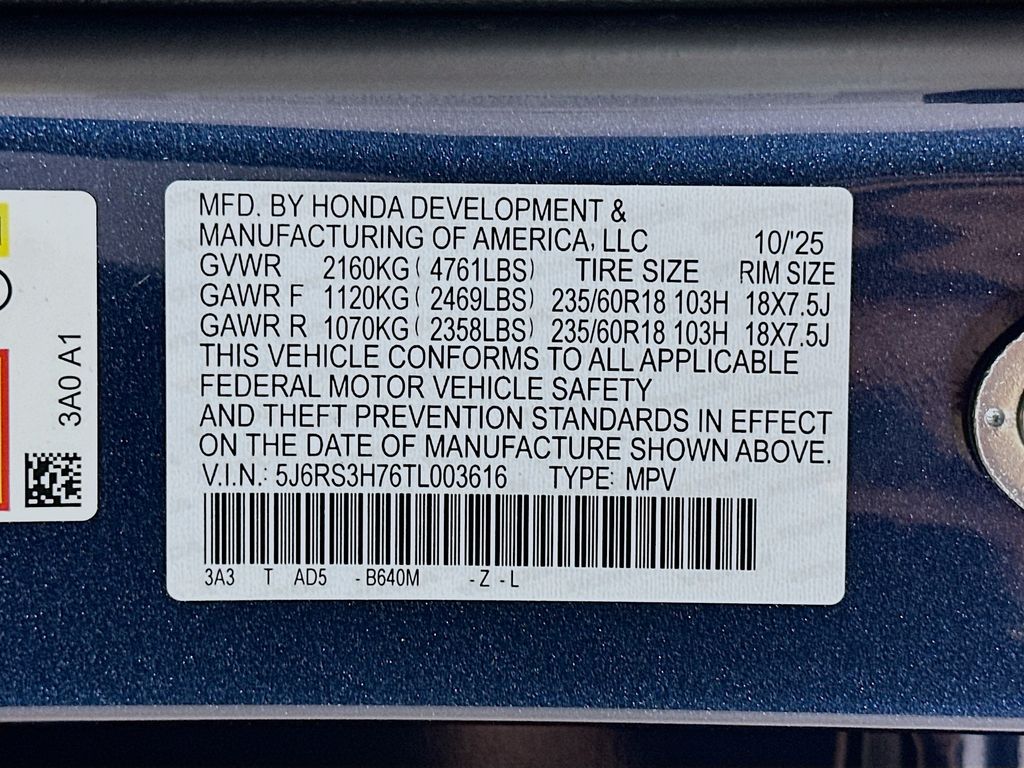 MFD. BY HONDA DEVELOPMENT &
MANUFACTURING OF AMERICA, LLC 10/'25
GVWR 2160KG ( 4761LBS) TIRE SIZE RIM SIZE
GAWR F 1120KG ( 2469LBS) 235/60R18 103H 18X7.5J
GAWR R 1070KG ( 2358LBS) 235/60R18 103H 18X7.5J
THIS VEHICLE CONFORMS TO ALL APPLICABLE
FEDERAL MOTOR VEHICLE SAFETY
AND THEFT PREVENTION STANDARDS IN EFFECT
ON THE DATE OF MANUFACTURE SHOWN ABOVE.
V.I.N.: 5J6RS3H76TL003616 TYPE: MPV
3A3 T AD5 -B640M -Z -L
3A0 A1